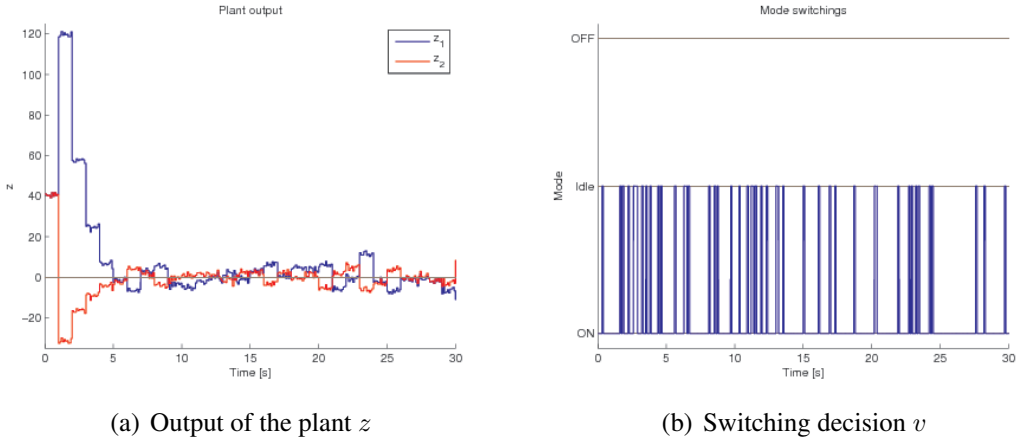 Plant output
120
100
80
60
40
20
0
−20
z
z_1
z_2
0 5 10 15 20 25 30
Time [s]
(a) Output of the plant z
Mode switchings
OFF
Idle
ON
Mode
0 5 10 15 20 25 30
Time [s]
(b) Switching decision v